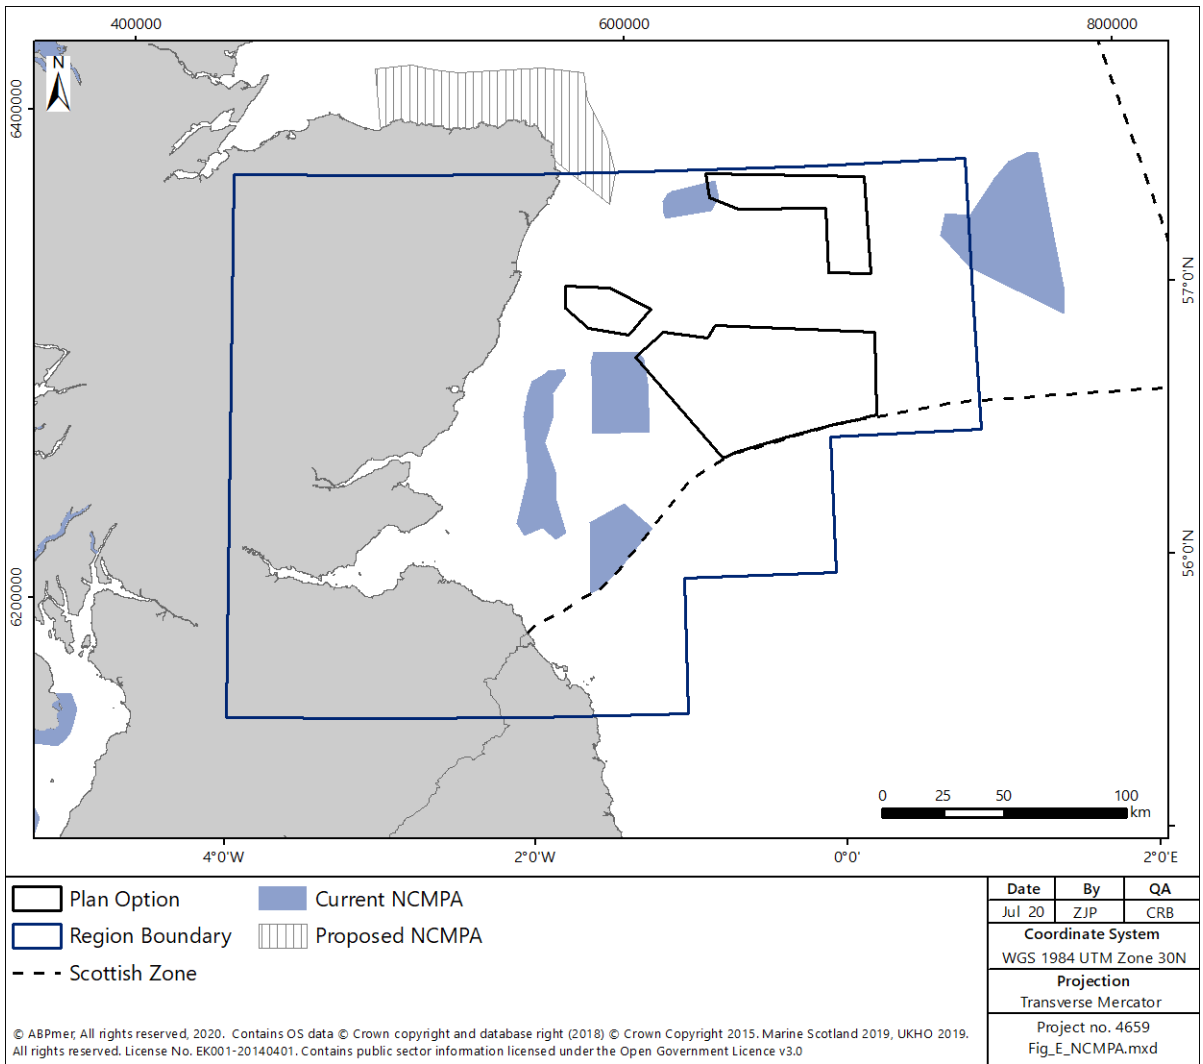 400000 600000 800000
N
6400000
57°0'N
56°0'N
6200000
0 25 50 100
km
4°0'W 2°0'W 0°0' 2°0'E
Plan Option Current NCMPA
Region Boundary Proposed NCMPA
Scottish Zone
Date By QA
Jul 20 ZJP CRB
Coordinate System
WGS 1984 UTM Zone 30N
Projection
Transverse Mercator
Project no. 4659
Fig_E_NCMPA.mxd
© ABPmer, All rights reserved, 2020. Contains OS data © Crown copyright and database right (2018) © Crown Copyright 2015. Marine Scotland 2019, UKHO 2019.
All rights reserved. License No. EK001-20140401. Contains public sector information licensed under the Open Government Licence v3.0